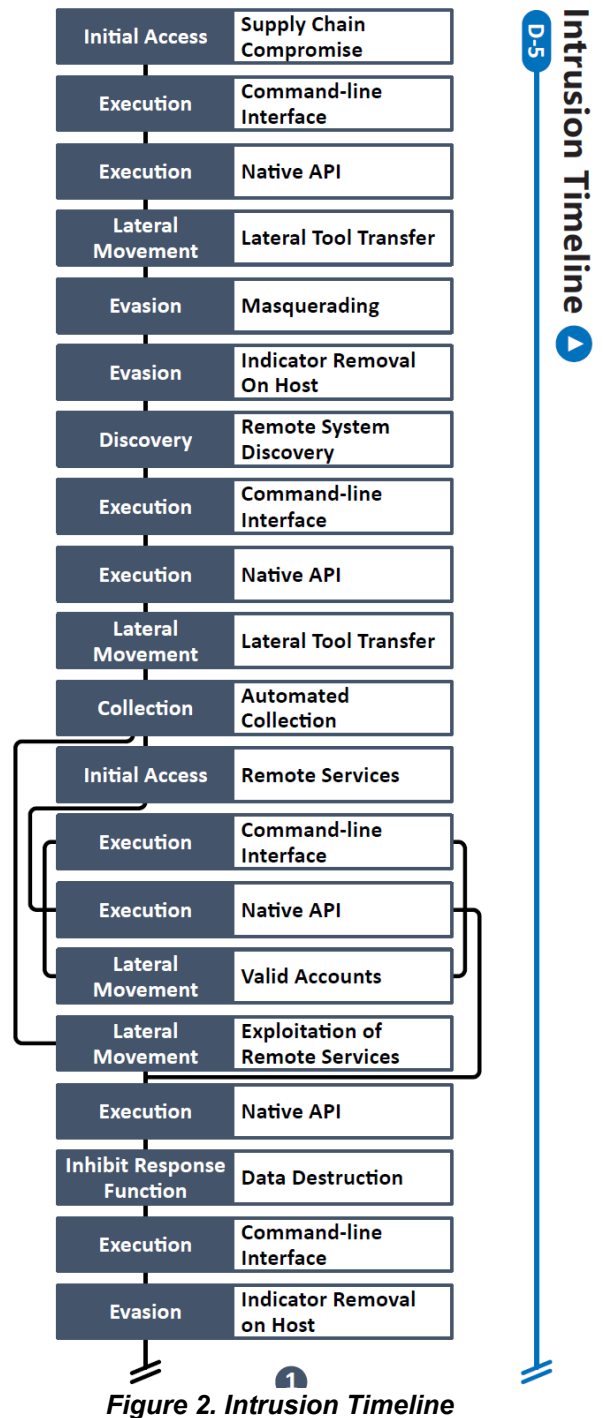 Intrusion Timeline
D-5
Initial Access
Supply Chain
Compromise
Execution
Command-line
Interface
Execution
Native API
Lateral
Movement
Lateral Tool Transfer
Evasion
Masquerading
Evasion
Indicator Removal
On Host
Discovery
Remote System
Discovery
Execution
Command-line
Interface
Execution
Native API
Lateral
Movement
Lateral Tool Transfer
Collection
Automated
Collection
Initial Access
Remote Services
Execution
Command-line
Interface
Execution
Native API
Lateral
Movement
Valid Accounts
Lateral
Movement
Exploitation of
Remote Services
Execution
Native API
Inhibit Response
Function
Data Destruction
Execution
Command-line
Interface
Evasion
Indicator Removal
on Host
1
Figure 2. Intrusion Timeline